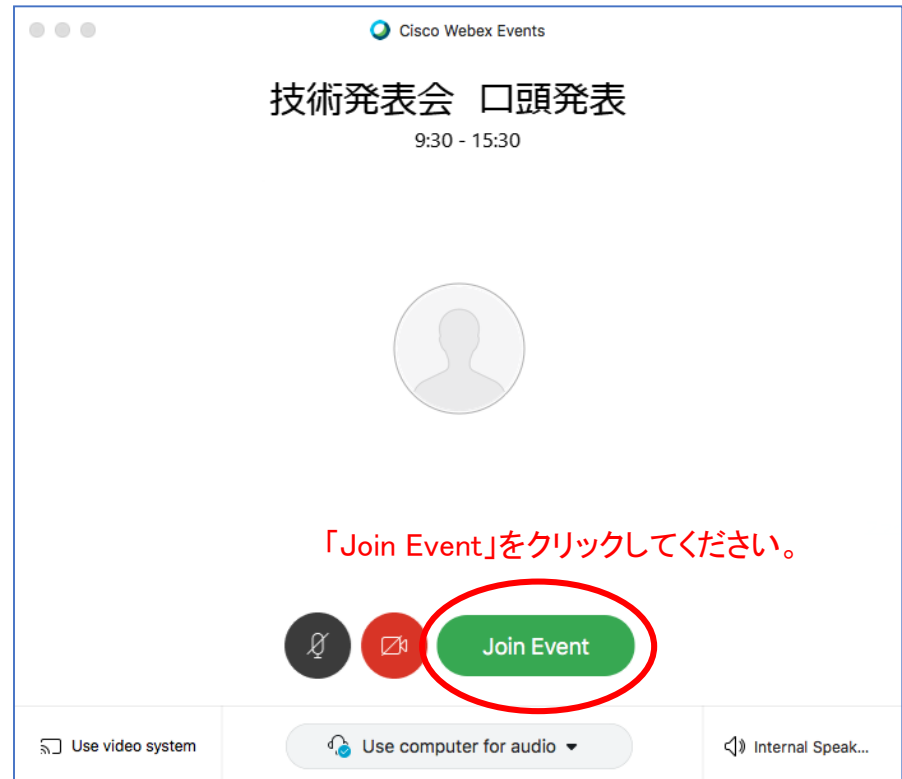 Cisco Webex Events
技術発表会　口頭発表
9:30 - 15:30
「Join Event」をクリックしてください。
Join Event
Use video system
Use computer for audio
Internal Speak...